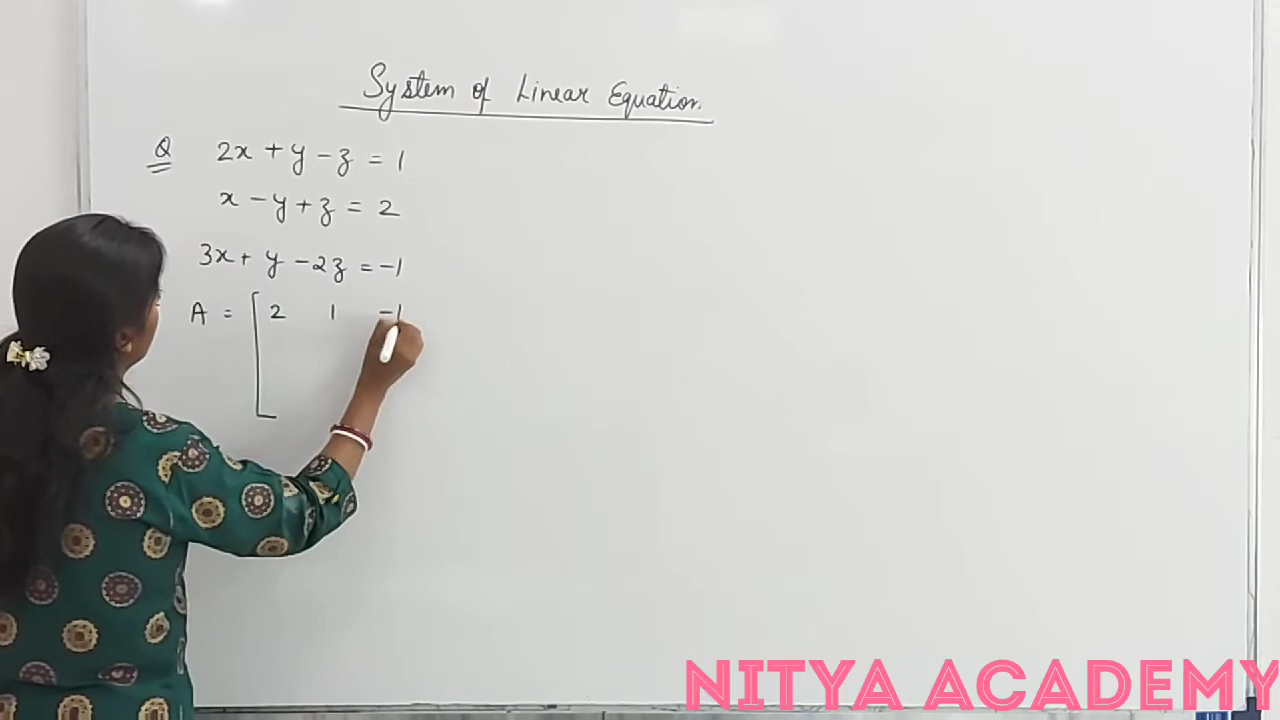 System of Linear Equation.
Q 2x + y - z = 1
x - y + z = 2
3x + y - 2z = -1
A = [ 2 1 -1
NITYA ACADEMY